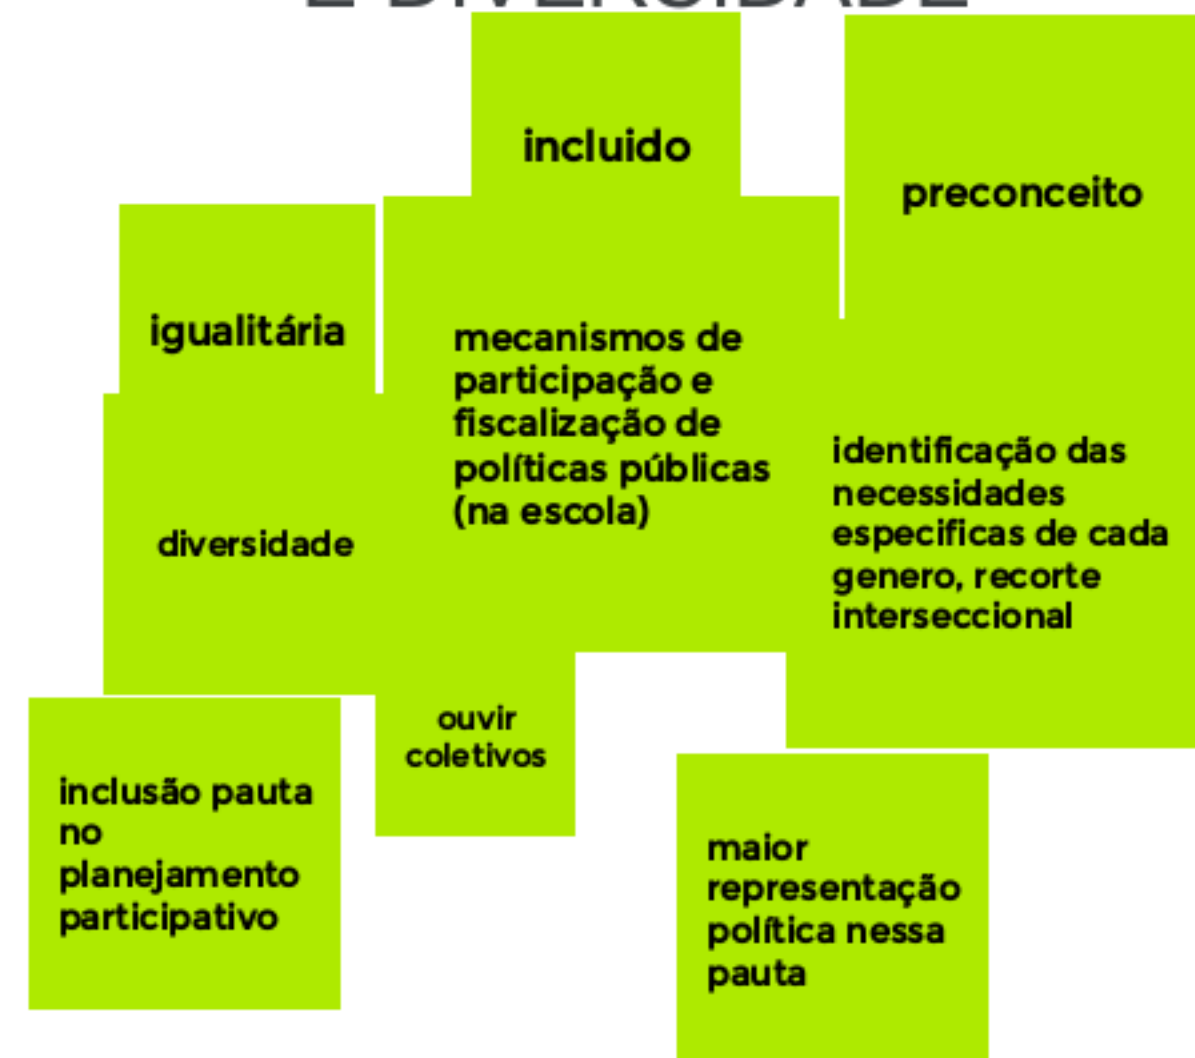 E DIVERSIDADE
incluido
preconceito
igualitária
mecanismos de
participação e
fiscalização de
políticas públicas
(na escola)
identificação das
necessidades
especificas de cada
genero, recorte
interseccional
diversidade
ouvir
coletivos
inclusão pauta
no
planejamento
participativo
maior
representação
política nessa
pauta